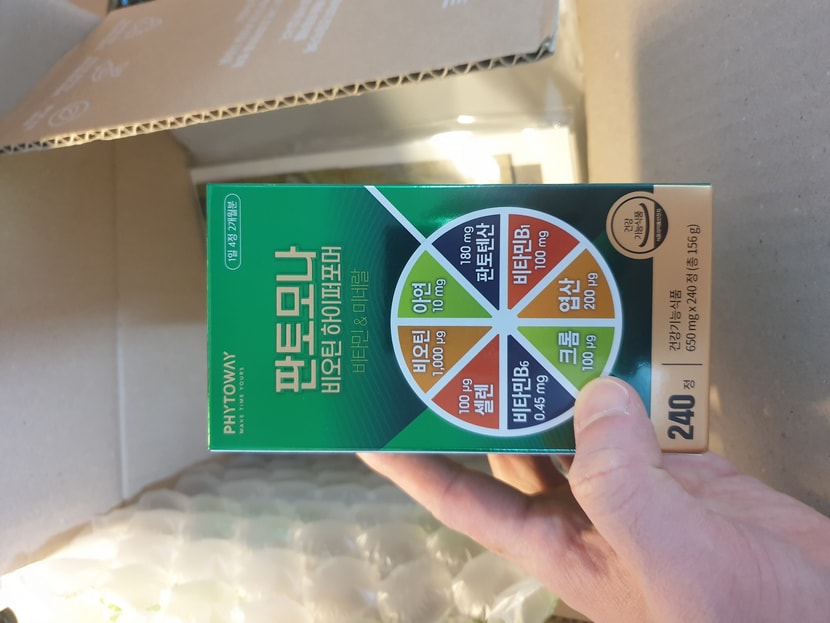 PHYTOWAY
MAKE TIME YOURS
1일 4정 2개월분
판토모나
비오틴 하이퍼포머
비타민 & 미네랄
아연
10 mg
180 mg
판토텐산
비타민B₁
100 mg
엽산
200 µg
크롬
100 µg
비타민B₆
0.45 mg
100 µg
셀렌
비오틴
1,000 µg
건강
기능식품
240 정
건강기능식품
650 mg x 240 정 (총 156 g)